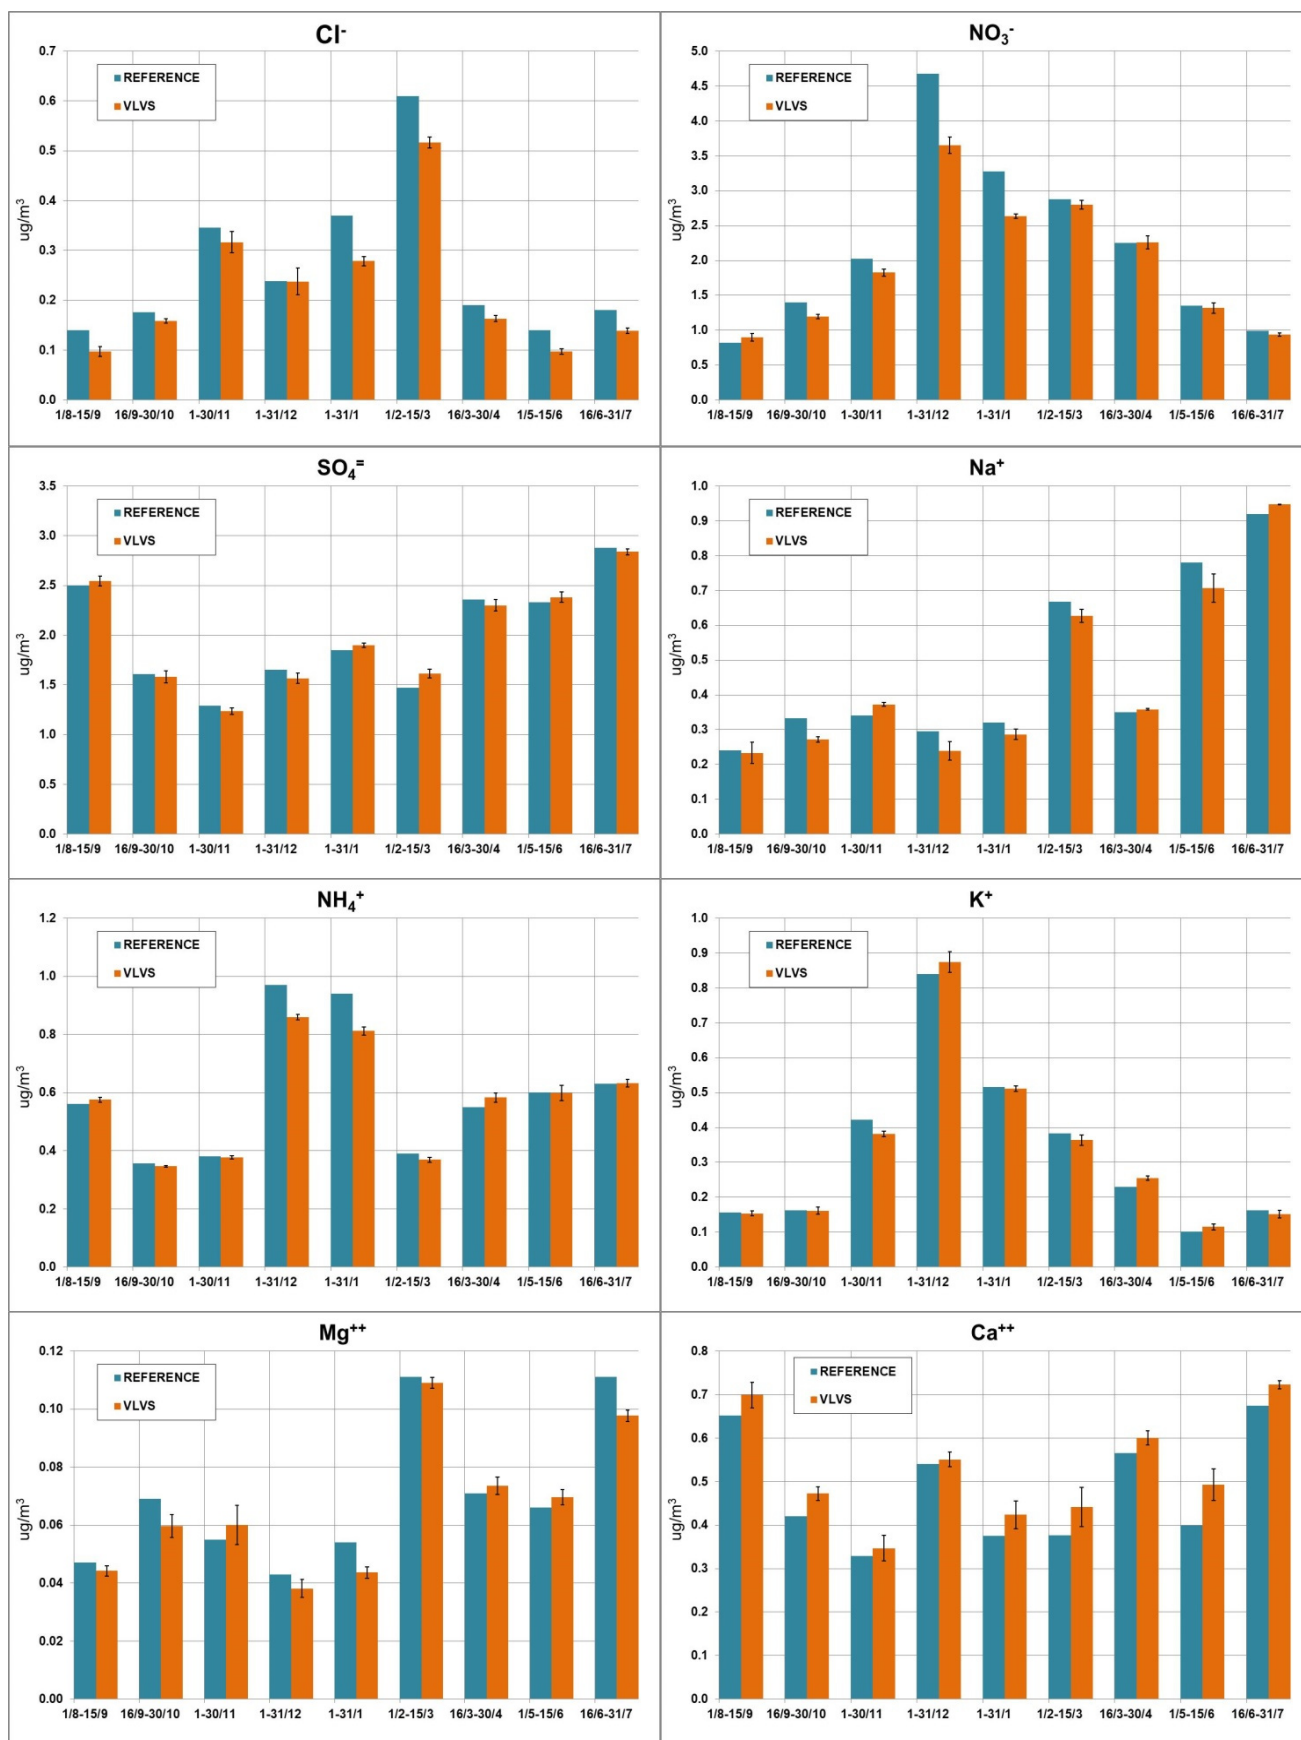 Cl⁻
0.7
0.6
0.5
0.4
0.3
0.2
0.1
0.0
ug/m³
REFERENCE
VLVS
1/8-15/9 16/9-30/10 1-30/11 1-31/12 1-31/1 1/2-15/3 16/3-30/4 1/5-15/6 16/6-31/7
NO₃⁻
5.0
4.5
4.0
3.5
3.0
2.5
2.0
1.5
1.0
0.5
0.0
ug/m³
REFERENCE
VLVS
1/8-15/9 16/9-30/10 1-30/11 1-31/12 1-31/1 1/2-15/3 16/3-30/4 1/5-15/6 16/6-31/7
SO₄⁼
3.5
3.0
2.5
2.0
1.5
1.0
0.5
0.0
ug/m³
REFERENCE
VLVS
1/8-15/9 16/9-30/10 1-30/11 1-31/12 1-31/1 1/2-15/3 16/3-30/4 1/5-15/6 16/6-31/7
Na⁺
1.0
0.9
0.8
0.7
0.6
0.5
0.4
0.3
0.2
0.1
0.0
ug/m³
REFERENCE
VLVS
1/8-15/9 16/9-30/10 1-30/11 1-31/12 1-31/1 1/2-15/3 16/3-30/4 1/5-15/6 16/6-31/7
NH₄⁺
1.2
1.0
0.8
0.6
0.4
0.2
0.0
ug/m³
REFERENCE
VLVS
1/8-15/9 16/9-30/10 1-30/11 1-31/12 1-31/1 1/2-15/3 16/3-30/4 1/5-15/6 16/6-31/7
K⁺
1.0
0.9
0.8
0.7
0.6
0.5
0.4
0.3
0.2
0.1
0.0
ug/m³
REFERENCE
VLVS
1/8-15/9 16/9-30/10 1-30/11 1-31/12 1-31/1 1/2-15/3 16/3-30/4 1/5-15/6 16/6-31/7
Mg⁺⁺
0.12
0.10
0.08
0.06
0.04
0.02
0.00
ug/m³
REFERENCE
VLVS
1/8-15/9 16/9-30/10 1-30/11 1-31/12 1-31/1 1/2-15/3 16/3-30/4 1/5-15/6 16/6-31/7
Ca⁺⁺
0.8
0.7
0.6
0.5
0.4
0.3
0.2
0.1
0.0
ug/m³
REFERENCE
VLVS
1/8-15/9 16/9-30/10 1-30/11 1-31/12 1-31/1 1/2-15/3 16/3-30/4 1/5-15/6 16/6-31/7